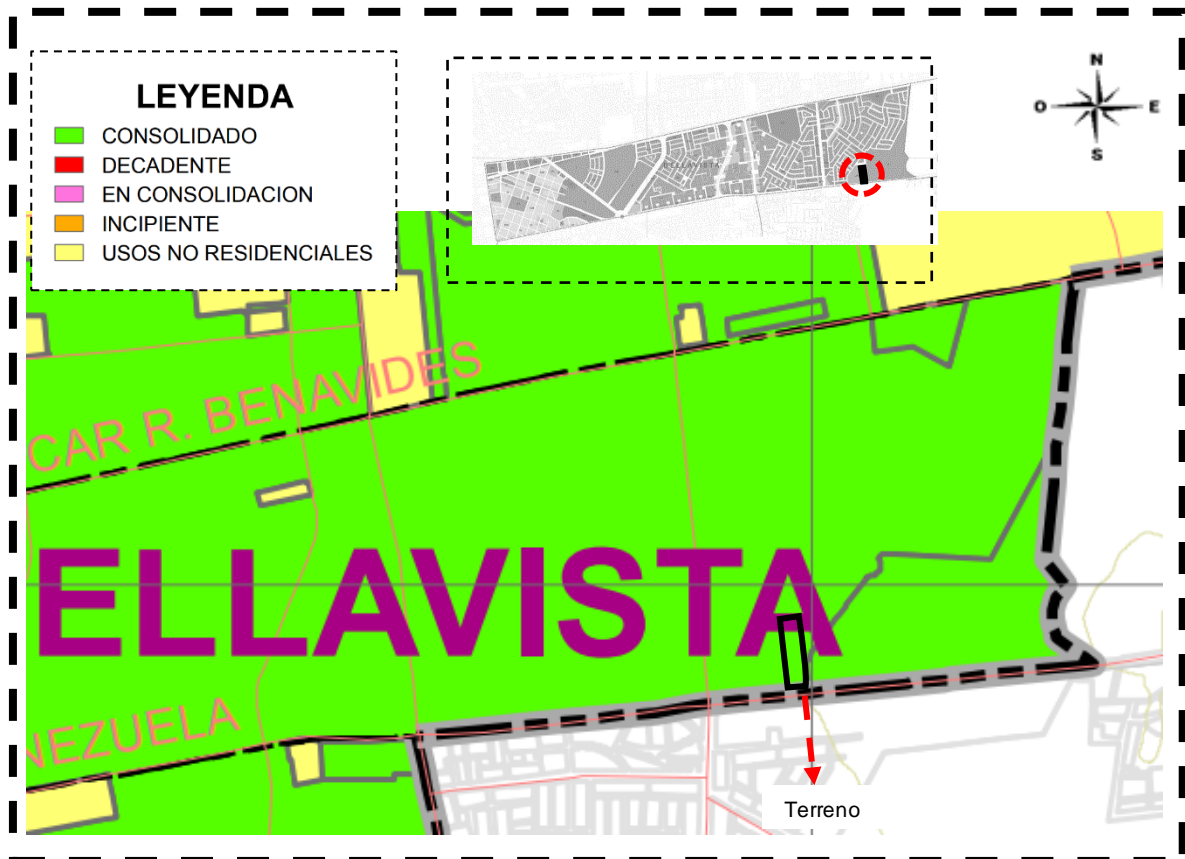 LEYENDA
CONSOLIDADO
DECADENTE
EN CONSOLIDACION
INCIPIENTE
USOS NO RESIDENCIALES
N
O
E
S
CAR R. BENAVIDES
ELLAVISTA
NEZUELA
Terreno